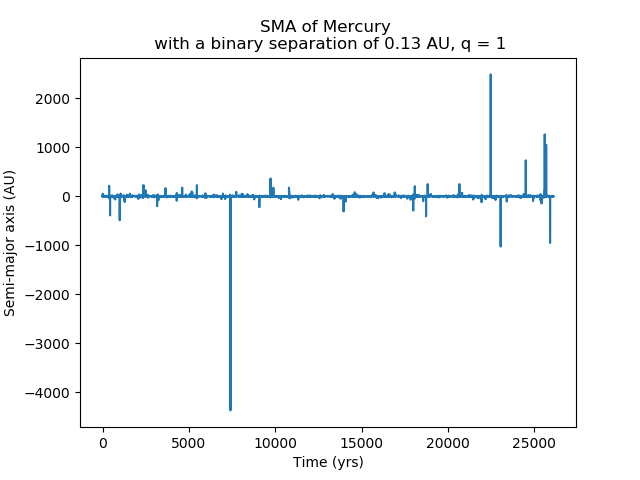 SMA of Mercury
with a binary separation of 0.13 AU, q = 1
Semi-major axis (AU)
2000
1000
0
−1000
−2000
−3000
−4000
0 5000 10000 15000 20000 25000
Time (yrs)